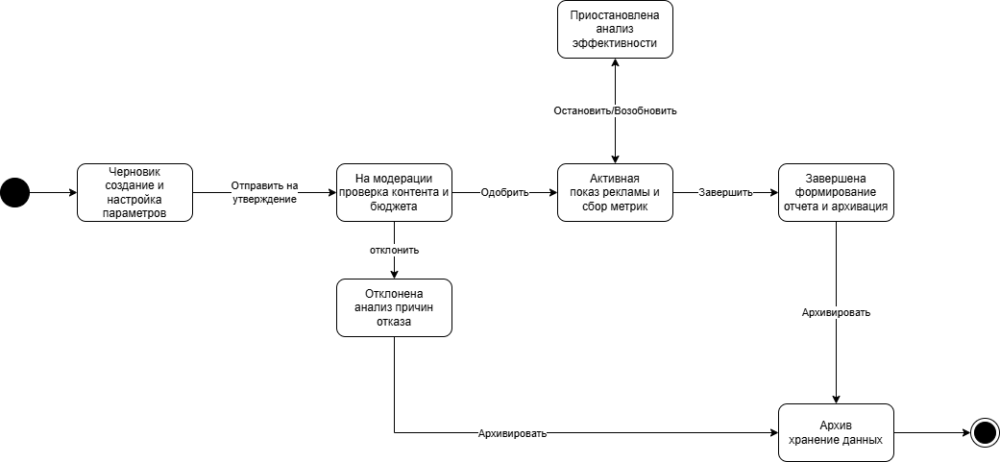 Приостановлена
анализ
эффективности
Остановить/Возобновить
Черновик
создание и
настройка
параметров
Отправить на
утверждение
На модерации
проверка контента и
бюджета
Одобрить
Активная
показ рекламы и
сбор метрик
Завершить
Завершена
формирование
отчета и архивация
отклонить
Отклонена
анализ причин
отказа
Архивировать
Архивировать
Архив
хранение данных